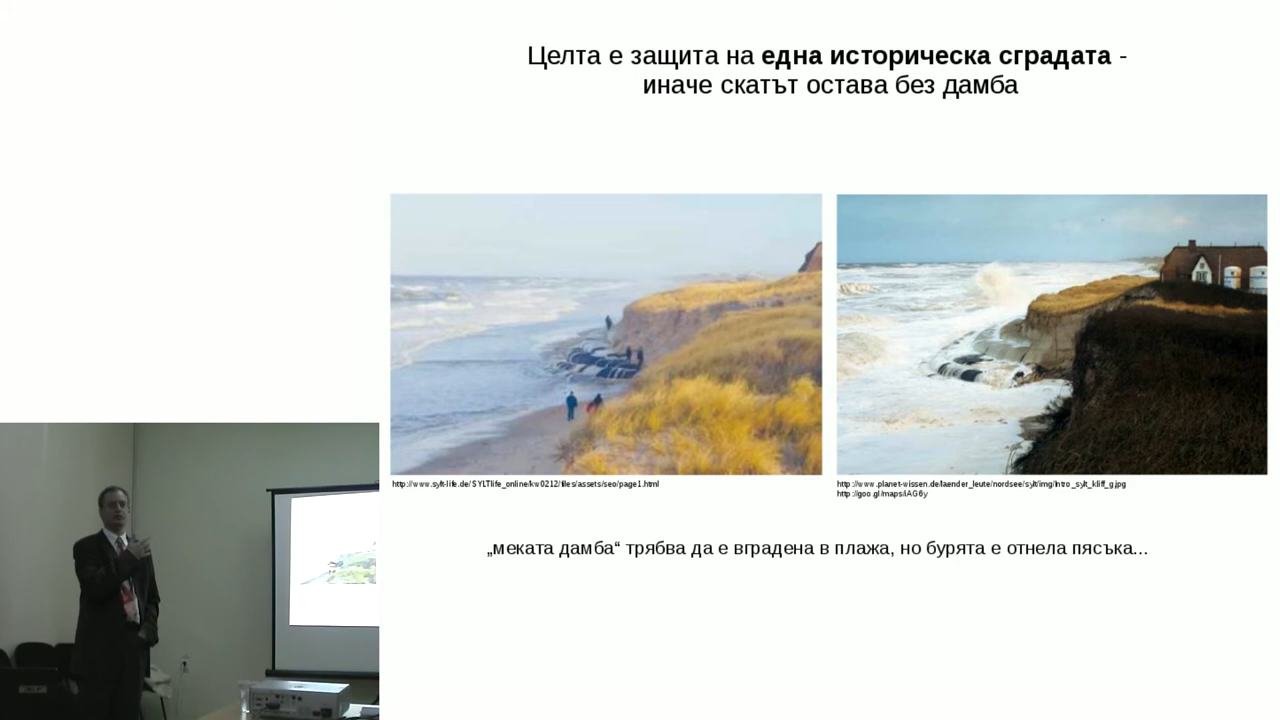 Целта е защита на една историческа сградата -
иначе скатът остава без дамба
http://www.sylt-life.de/SYLTlife_online/kw0212/files/assets/seo/page1.html
http://www.planet-wissen.de/laender_leute/nordsee/sylt/img/intro_sylt_kliff_g.jpg
http://goo.gl/maps/iAG6y
„меката дамба“ трябва да е вградена в плажа, но бурята е отнела пясъка...